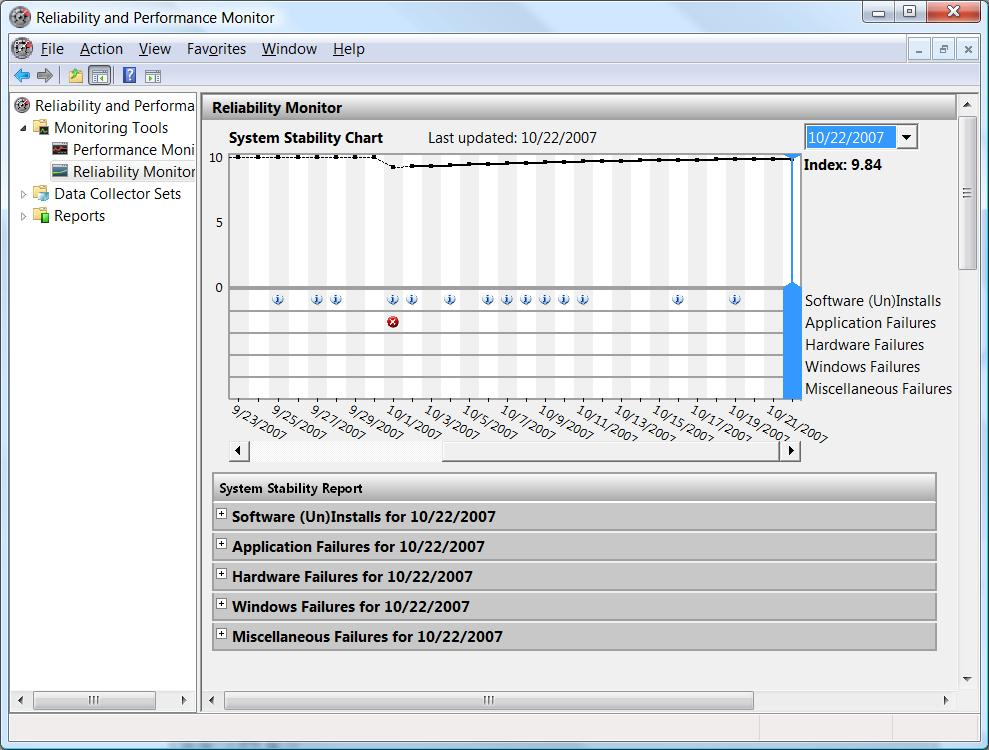 Reliability and Performance Monitor
File Action View Favorites Window Help
Reliability and Performa
Monitoring Tools
Performance Moni
Reliability Monitor
Data Collector Sets
Reports
Reliability Monitor
System Stability Chart Last updated: 10/22/2007 10/22/2007
Index: 9.84
10
5
0
Software (Un)Installs
Application Failures
Hardware Failures
Windows Failures
Miscellaneous Failures
9/23/2007 9/25/2007 9/27/2007 9/29/2007 10/1/2007 10/3/2007 10/5/2007 10/7/2007 10/9/2007 10/11/2007 10/13/2007 10/15/2007 10/17/2007 10/19/2007 10/21/2007
System Stability Report
Software (Un)Installs for 10/22/2007
Application Failures for 10/22/2007
Hardware Failures for 10/22/2007
Windows Failures for 10/22/2007
Miscellaneous Failures for 10/22/2007